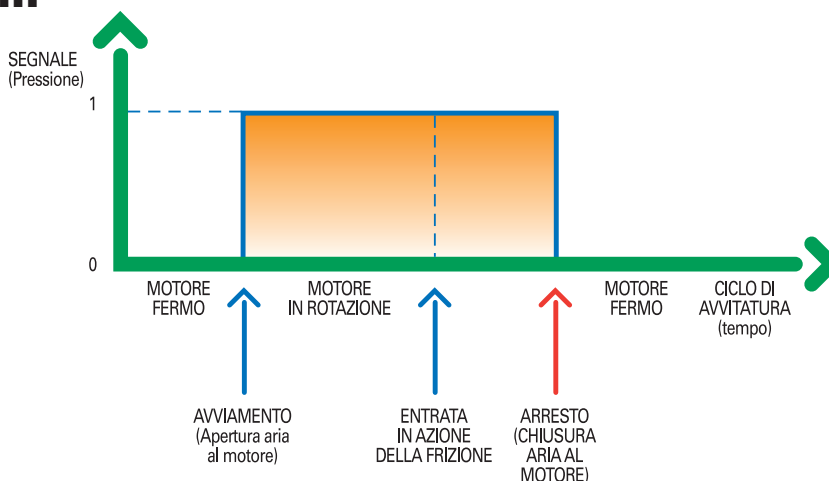 SEGNALE
(Pressione)
1
0
MOTORE
FERMO
MOTORE
IN ROTAZIONE
MOTORE
FERMO
CICLO DI
AVVITATURA
(tempo)
AVVIAMENTO
(Apertura aria
al motore)
ENTRATA
IN AZIONE
DELLA FRIZIONE
ARRESTO
(CHIUSURA
ARIA AL
MOTORE)